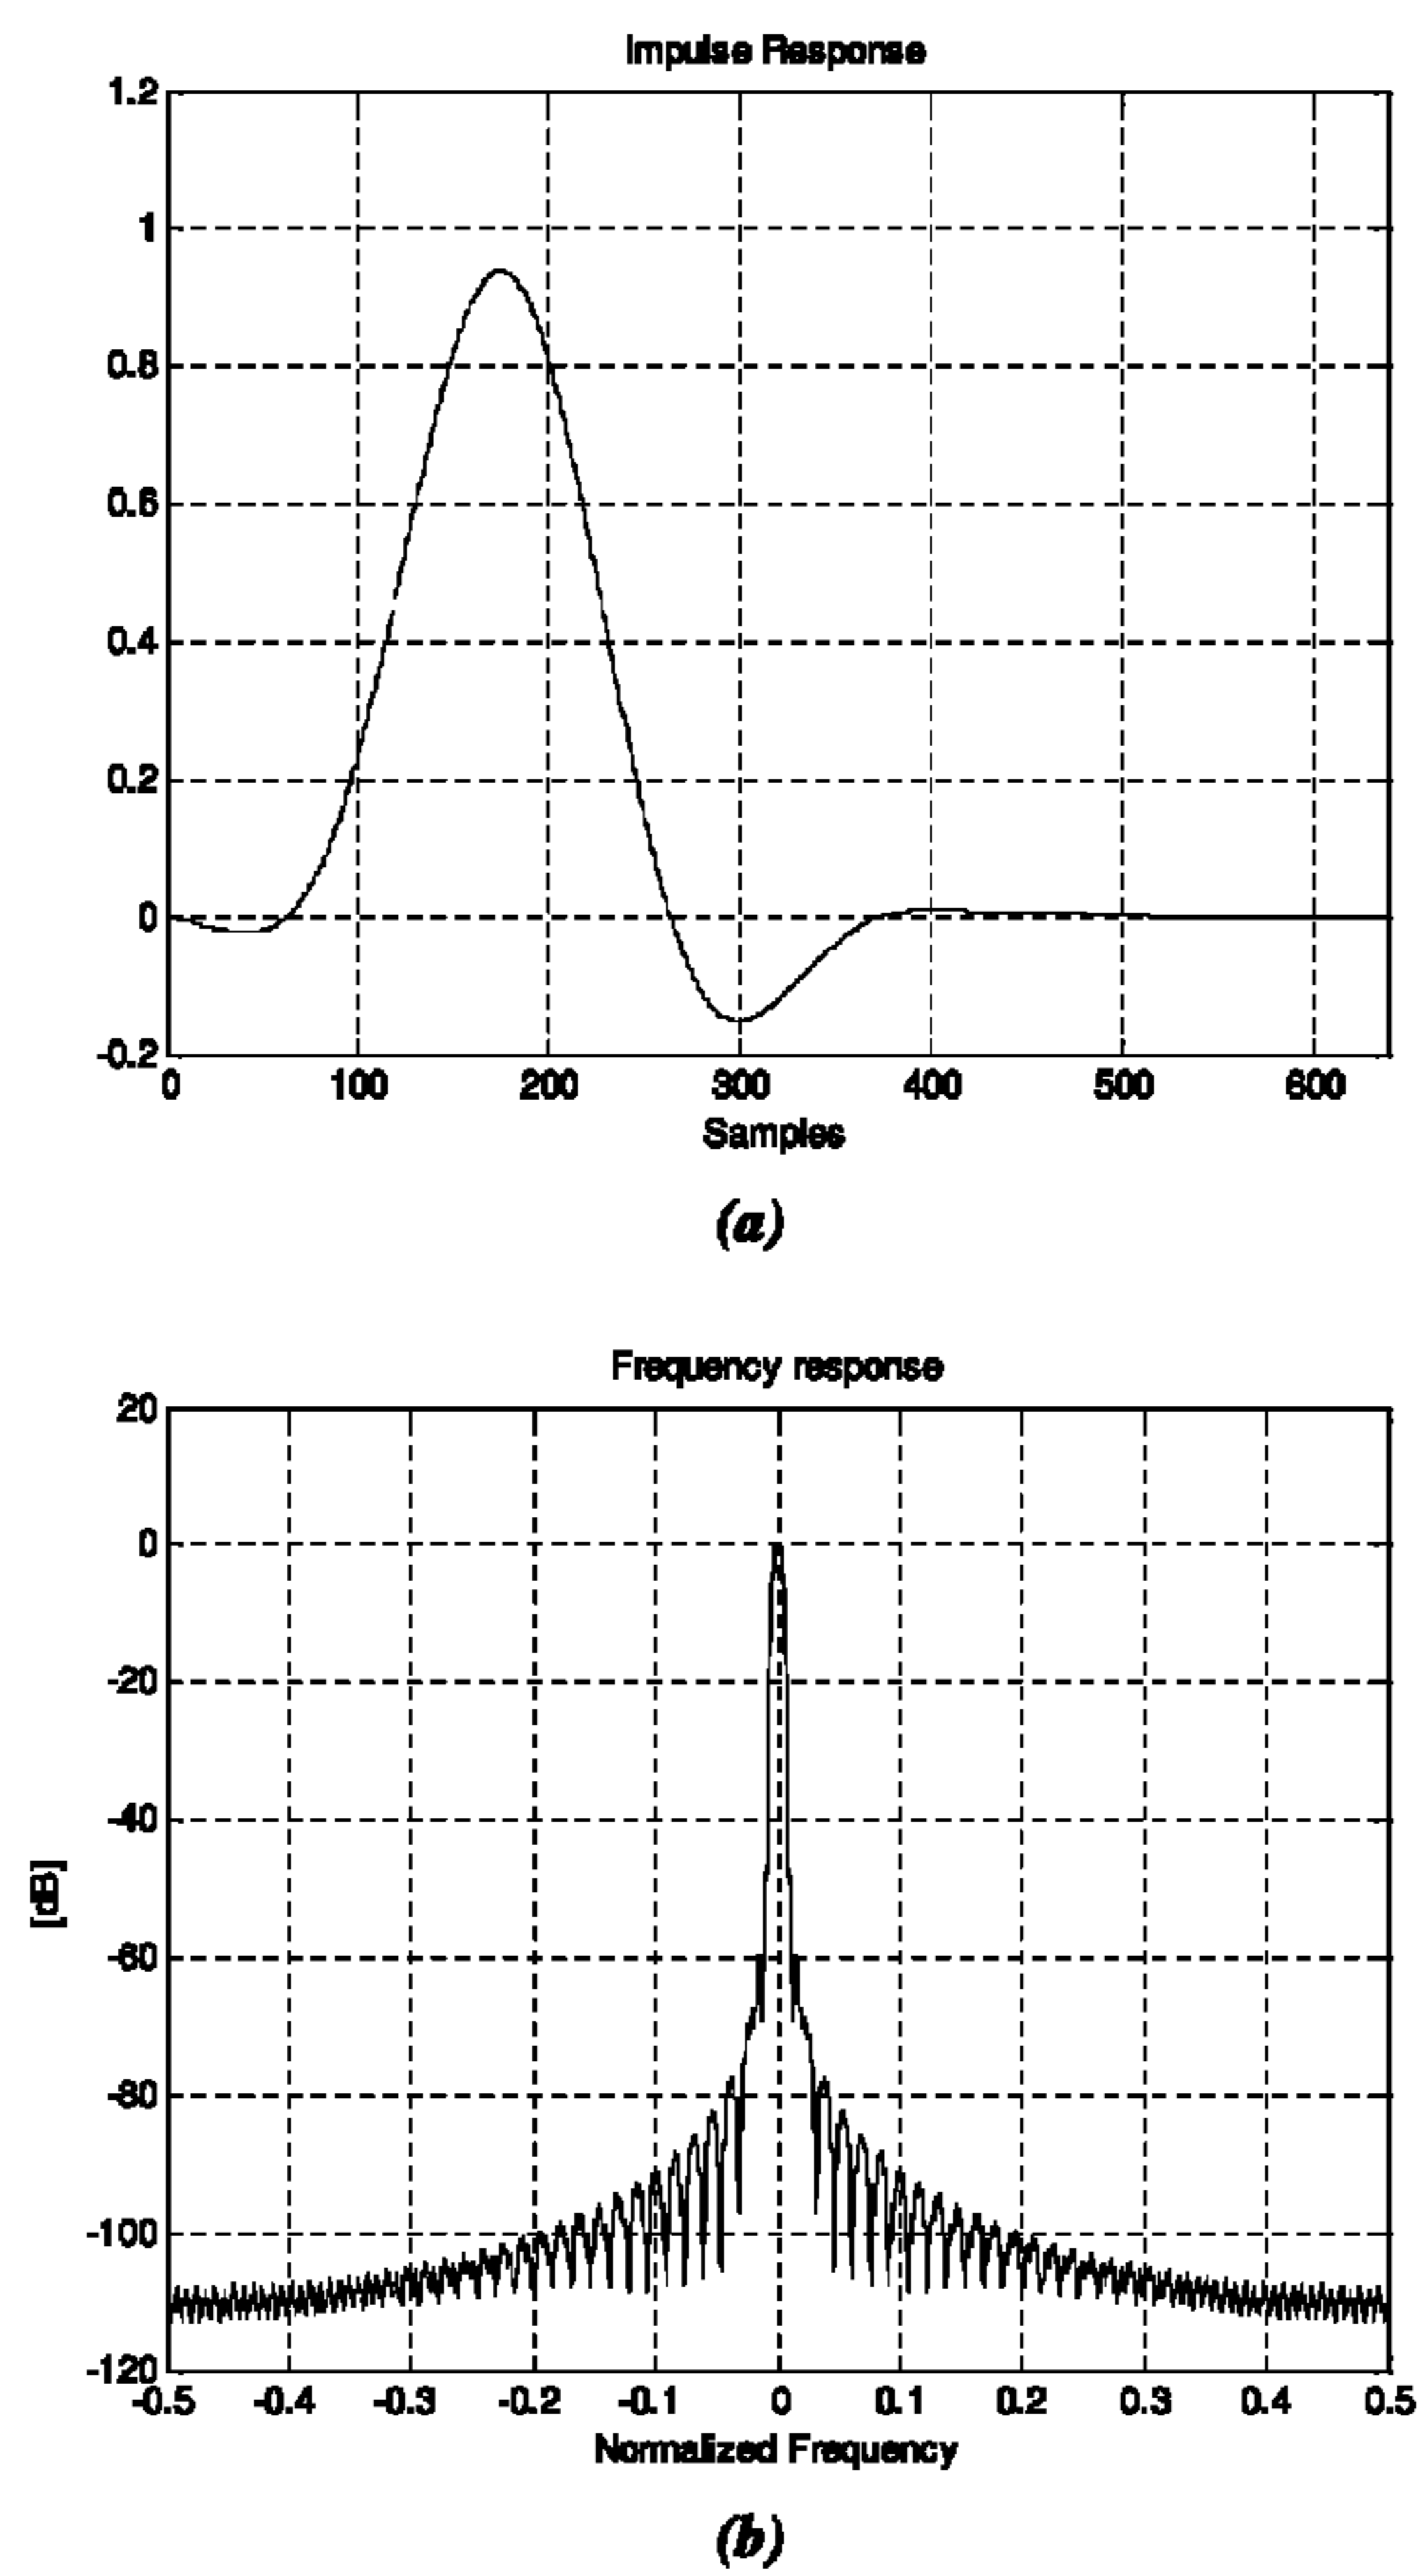 Impulse Response
1.2
1
0.8
0.6
0.4
0.2
0
-0.2
0 100 200 300 400 500 600
Samples
(a)
Frequency response
20
0
-20
-40
[dB]
-60
-80
-100
-120
-0.5 -0.4 -0.3 -0.2 -0.1 0 0.1 0.2 0.3 0.4 0.5
Normalized Frequency
(b)